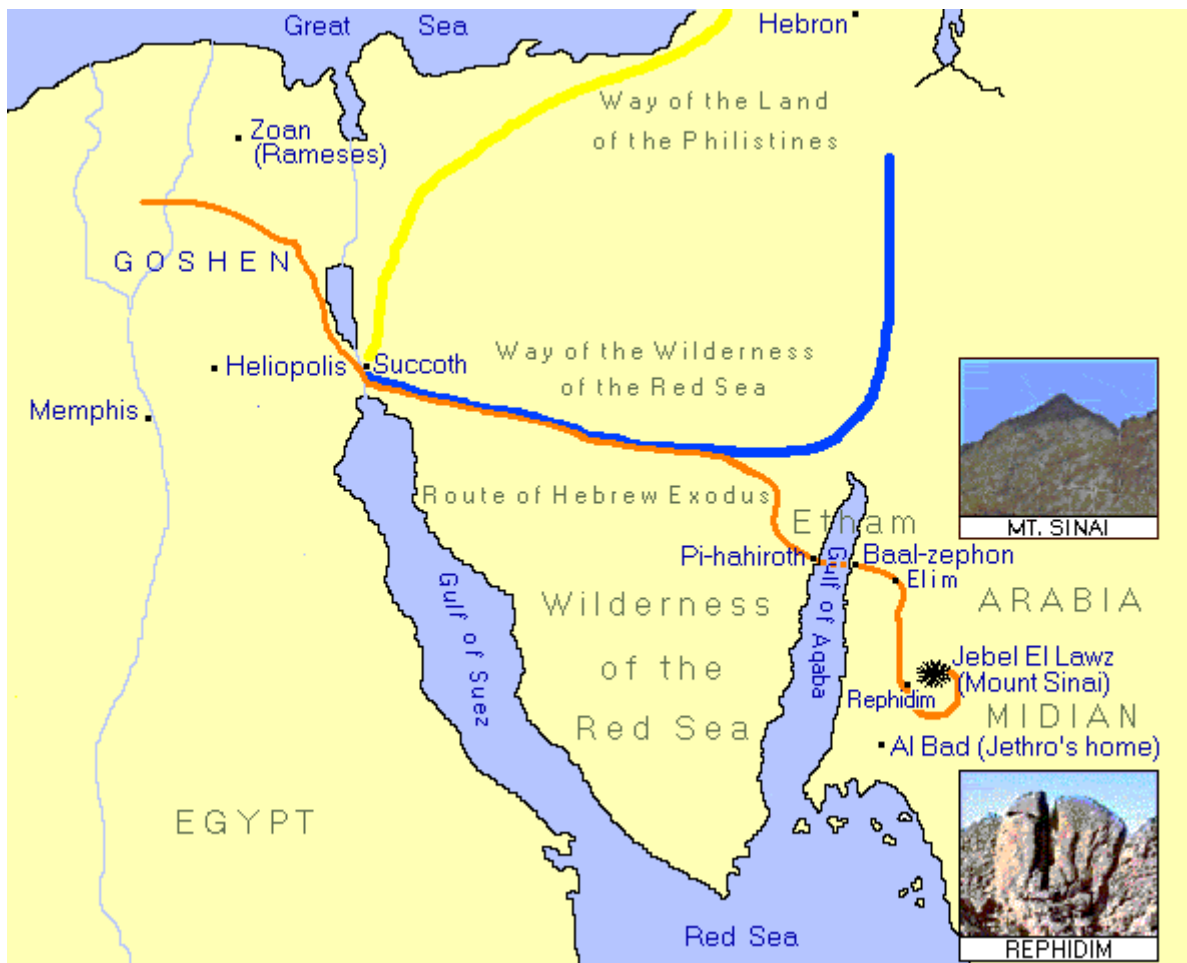 Great Sea
Hebron
Way of the Land
of the Philistines
Zoan
(Rameses)
GOSHEN
Heliopolis
Succoth
Way of the Wilderness
of the Red Sea
Memphis
Route of Hebrew Exodus
Etham
MT. SINAI
Pi-hahiroth
Baal-zephon
Elim
Gulf of Suez
Gulf of Aqaba
Wilderness
of the
Red Sea
ARABIA
Jebel El Lawz
(Mount Sinai)
Rephidim
MIDIAN
Al Bad (Jethro's home)
EGYPT
Red Sea
REPHIDIM